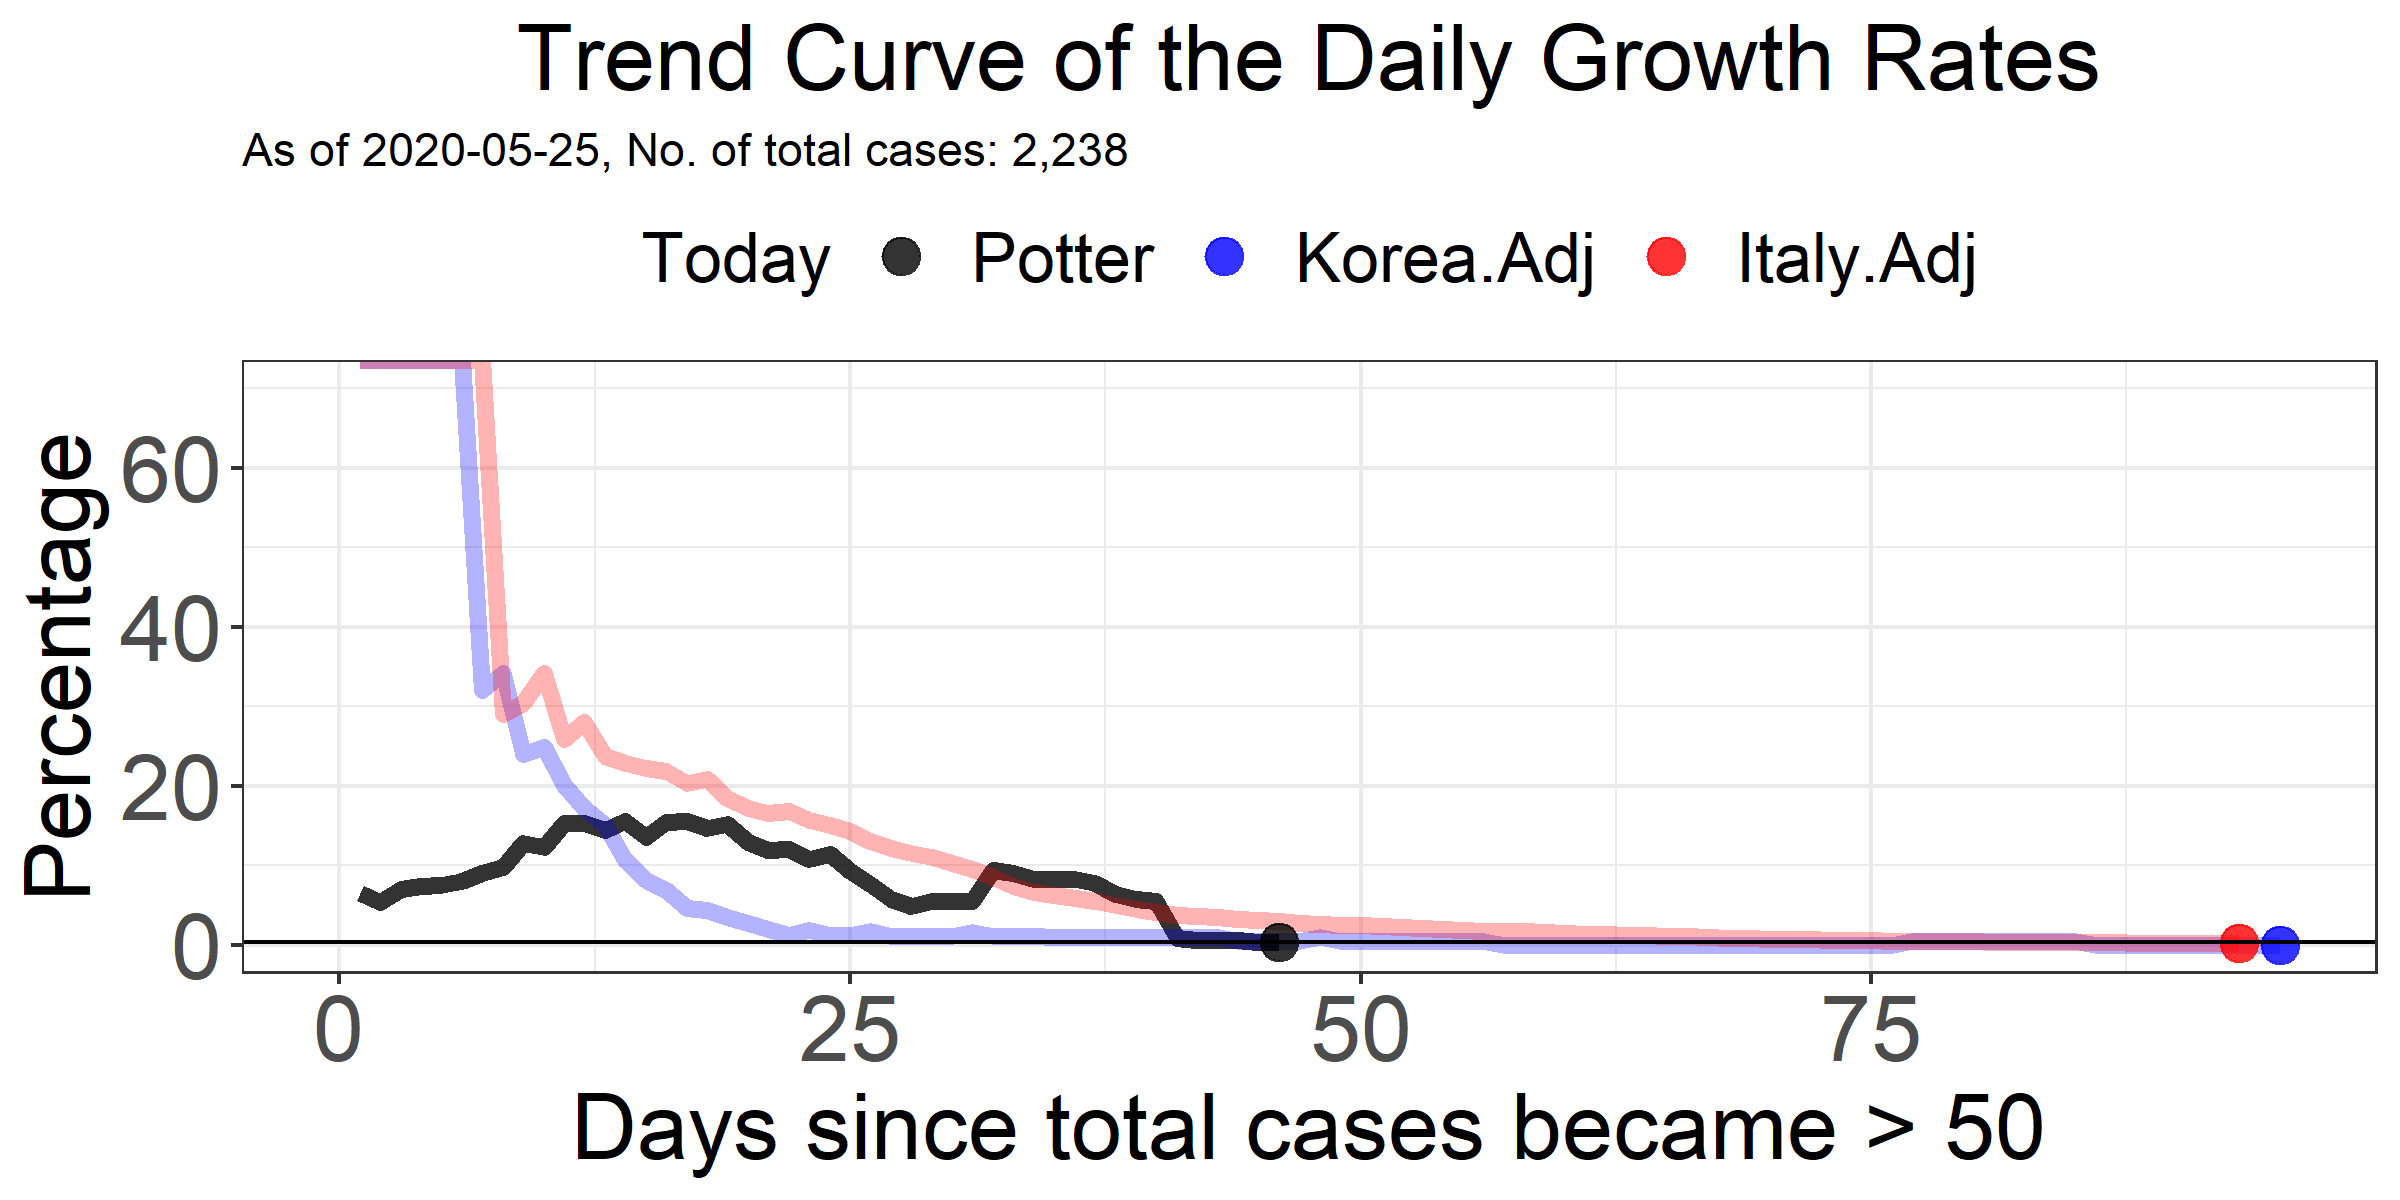 Trend Curve of the Daily Growth Rates
As of 2020-05-25, No. of total cases: 2,238
Today Potter Korea.Adj Italy.Adj
Percentage
60
40
20
0
0 25 50 75
Days since total cases became > 50